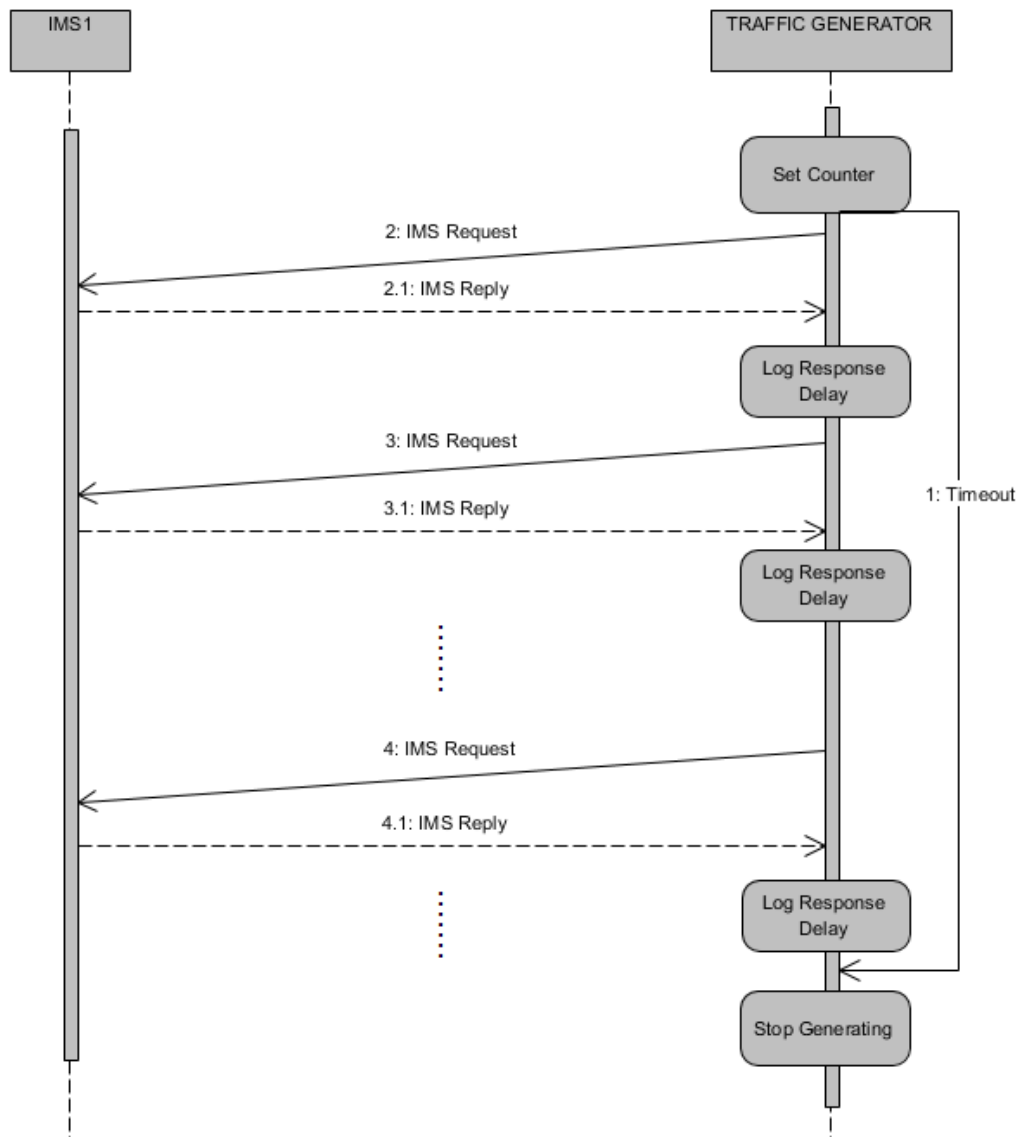 IMS1
TRAFFIC GENERATOR
Set Counter
2: IMS Request
2.1: IMS Reply
Log Response
Delay
3: IMS Request
1: Timeout
3.1: IMS Reply
Log Response
Delay
4: IMS Request
4.1: IMS Reply
Log Response
Delay
Stop Generating